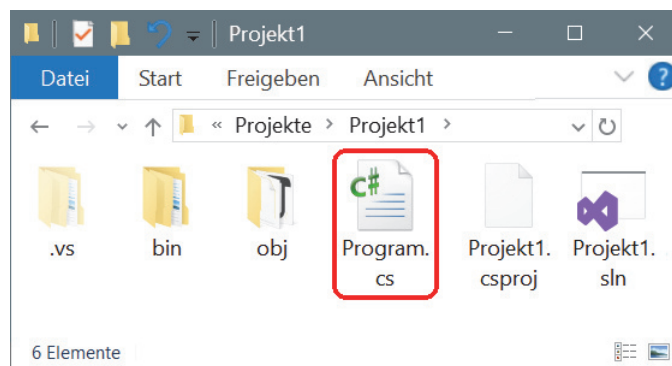 Projekt1
Datei Start Freigeben Ansicht
« Projekte > Projekt1 >
C#
.vs bin obj Program.cs Projekt1.csproj Projekt1.sln
6 Elemente